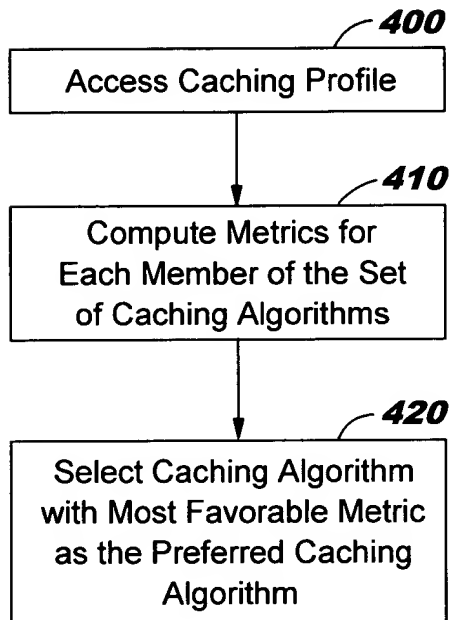 400
Access Caching Profile
410
Compute Metrics for
Each Member of the Set
of Caching Algorithms
420
Select Caching Algorithm
with Most Favorable Metric
as the Preferred Caching
Algorithm